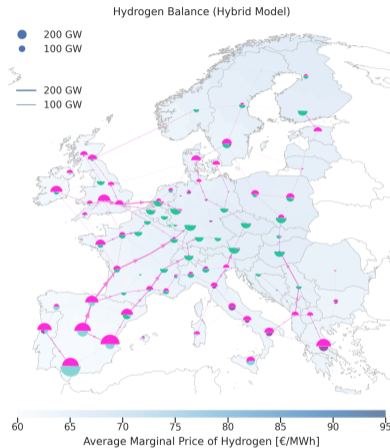 Hydrogen Balance (Hybrid Model)
200 GW
100 GW
200 GW
100 GW
60 65 70 75 80 85 90 95
Average Marginal Price of Hydrogen [€/MWh]